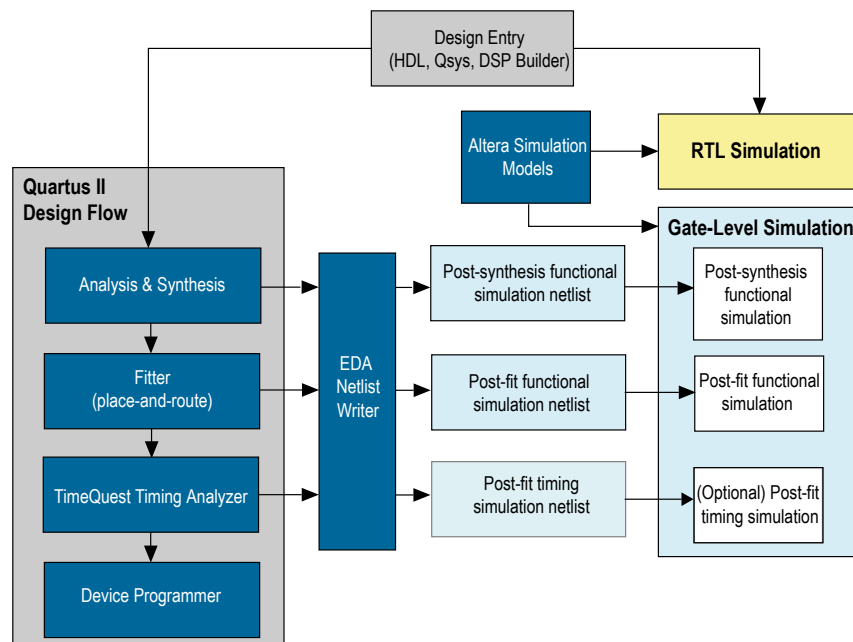 Design Entry
(HDL, Qsys, DSP Builder)
Altera Simulation
Models
RTL Simulation
Quartus II
Design Flow
Gate-Level Simulation
Analysis & Synthesis
EDA
Netlist
Writer
Post-synthesis functional
simulation netlist
Post-synthesis
functional
simulation
Fitter
(place-and-route)
Post-fit functional
simulation netlist
Post-fit functional
simulation
TimeQuest Timing Analyzer
Post-fit timing
simulation netlist
(Optional) Post-fit
timing simulation
Device Programmer